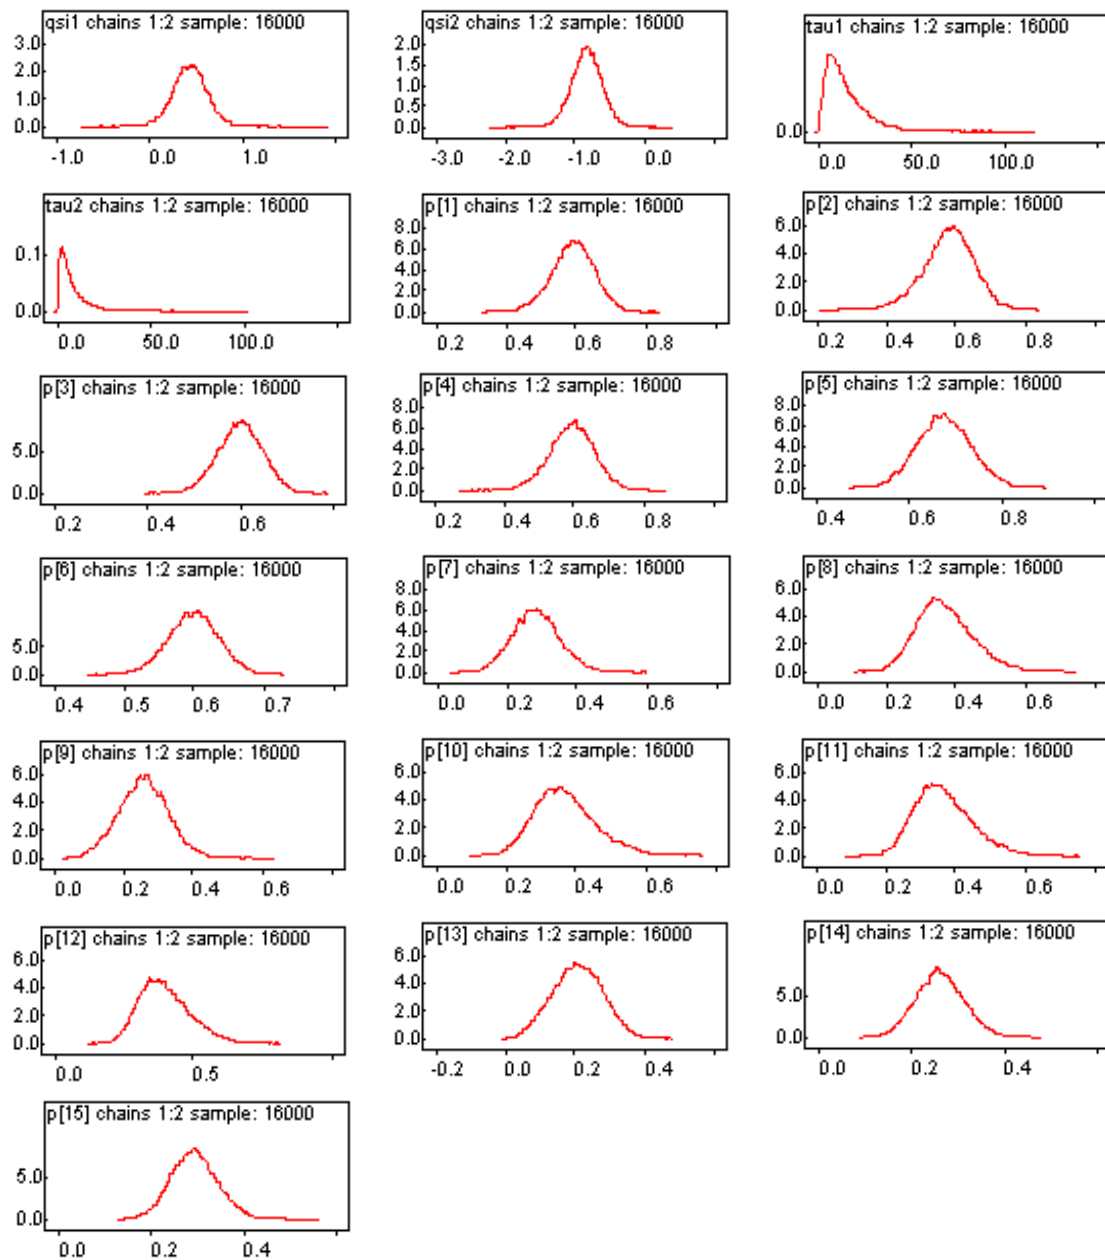 qsi1 chains 1:2 sample: 16000
3.0
2.0
1.0
0.0
-1.0 0.0 1.0
qsi2 chains 1:2 sample: 16000
2.0
1.5
1.0
0.5
0.0
-3.0 -2.0 -1.0 0.0
tau1 chains 1:2 sample: 16000
0.0
0.0 50.0 100.0
tau2 chains 1:2 sample: 16000
0.1
0.0
0.0 50.0 100.0
p[1] chains 1:2 sample: 16000
8.0
6.0
4.0
2.0
0.0
0.2 0.4 0.6 0.8
p[2] chains 1:2 sample: 16000
6.0
4.0
2.0
0.0
0.2 0.4 0.6 0.8
p[3] chains 1:2 sample: 16000
5.0
0.0
0.2 0.4 0.6
p[4] chains 1:2 sample: 16000
8.0
6.0
4.0
2.0
0.0
0.2 0.4 0.6 0.8
p[5] chains 1:2 sample: 16000
8.0
6.0
4.0
2.0
0.0
0.4 0.6 0.8
p[6] chains 1:2 sample: 16000
5.0
0.0
0.4 0.5 0.6 0.7
p[7] chains 1:2 sample: 16000
8.0
6.0
4.0
2.0
0.0
0.0 0.2 0.4 0.6
p[8] chains 1:2 sample: 16000
6.0
4.0
2.0
0.0
0.0 0.2 0.4 0.6
p[9] chains 1:2 sample: 16000
6.0
4.0
2.0
0.0
0.0 0.2 0.4 0.6
p[10] chains 1:2 sample: 16000
6.0
4.0
2.0
0.0
0.0 0.2 0.4 0.6
p[11] chains 1:2 sample: 16000
6.0
4.0
2.0
0.0
0.0 0.2 0.4 0.6
p[12] chains 1:2 sample: 16000
6.0
4.0
2.0
0.0
0.0 0.5
p[13] chains 1:2 sample: 16000
6.0
4.0
2.0
0.0
-0.2 0.0 0.2 0.4
p[14] chains 1:2 sample: 16000
5.0
0.0
0.0 0.2 0.4
p[15] chains 1:2 sample: 16000
5.0
0.0
0.0 0.2 0.4